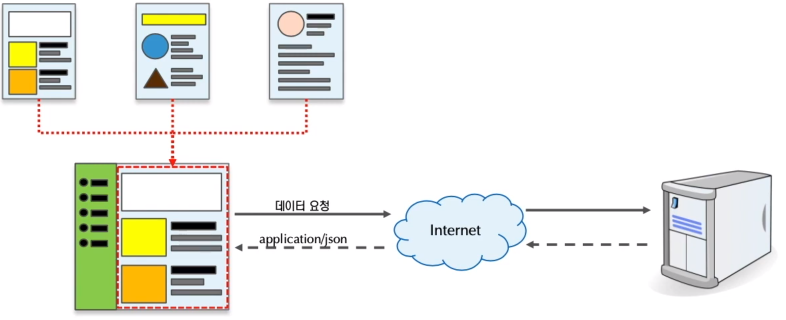 데이터 요청
Internet
application/json